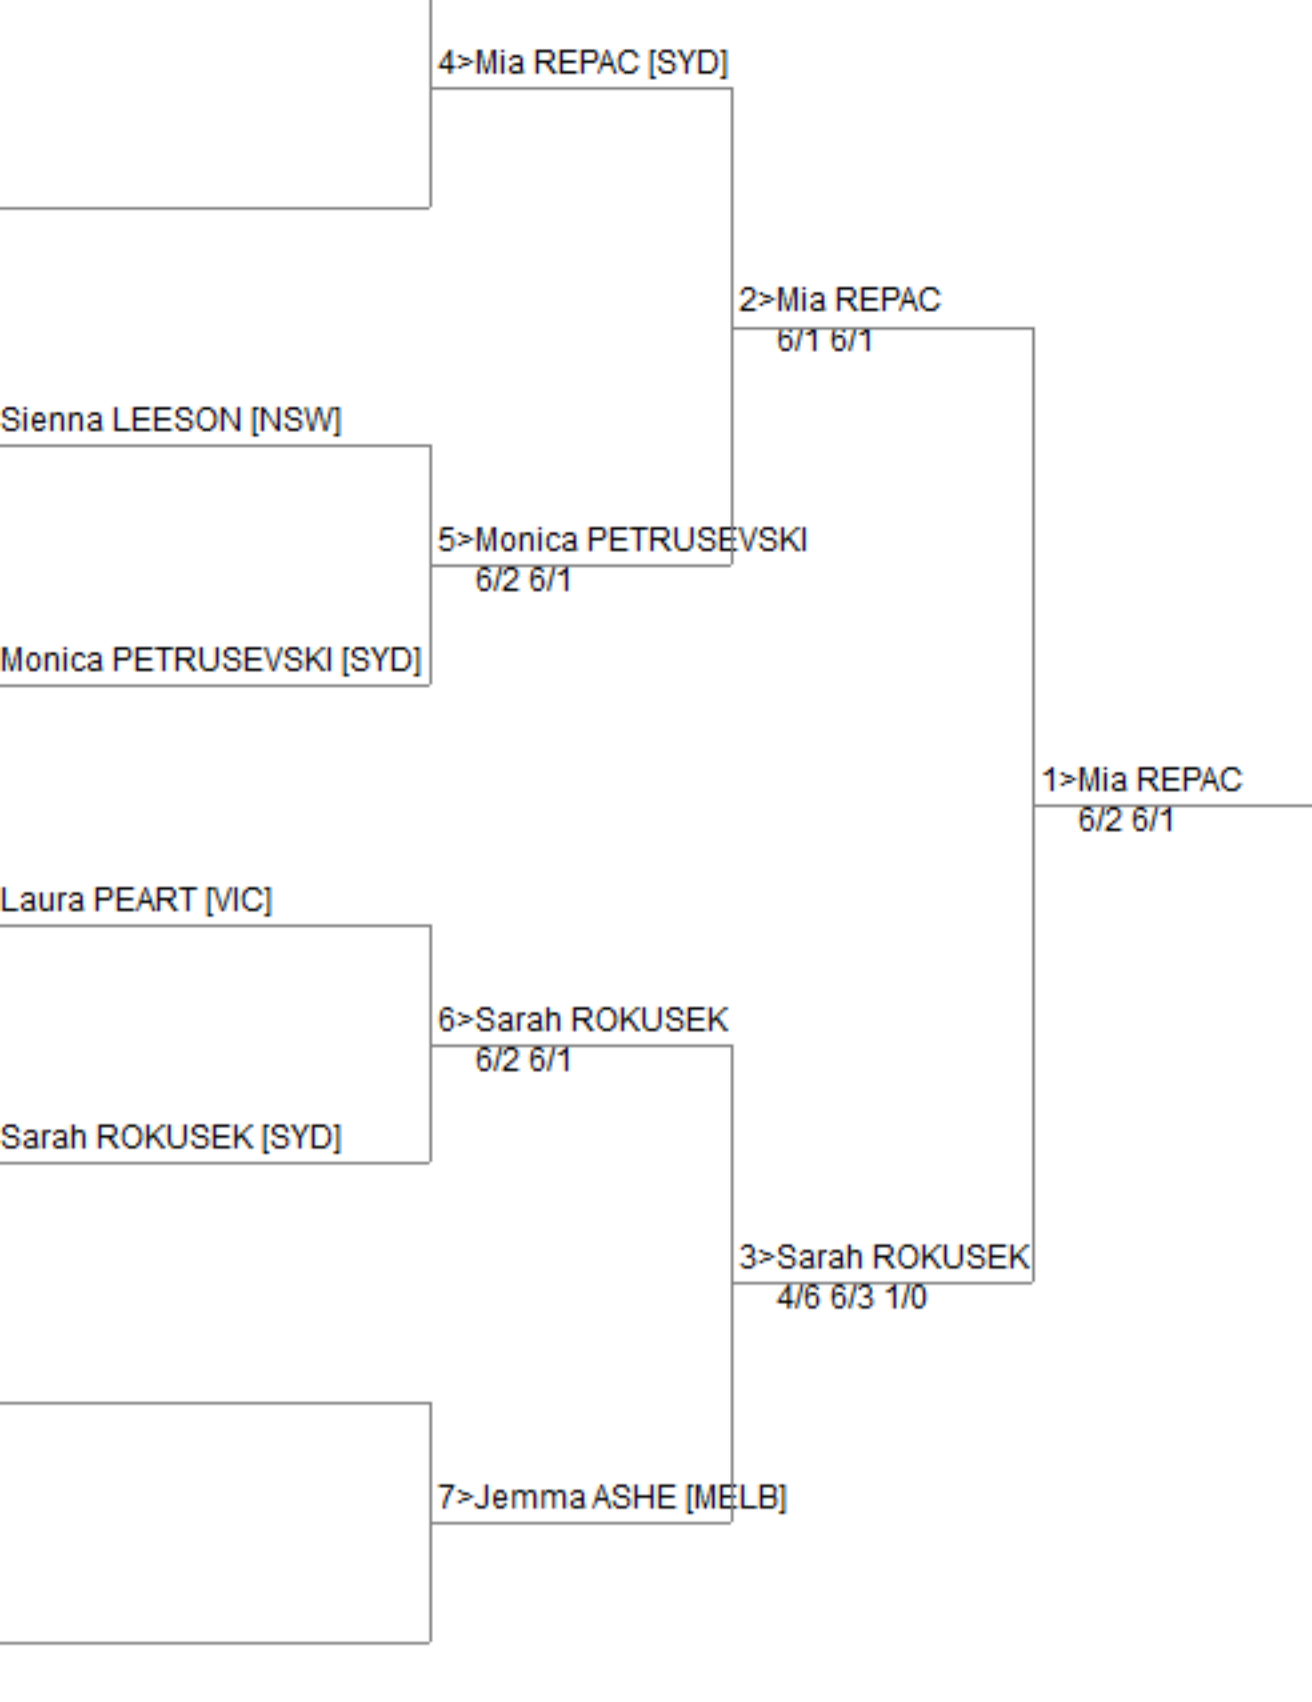 4>Mia REPAC [SYD]
2>Mia REPAC
6/1 6/1
Sienna LEESON [NSW]
5>Monica PETRUSEVSKI
6/2 6/1
Monica PETRUSEVSKI [SYD]
1>Mia REPAC
6/2 6/1
Laura PEART [VIC]
6>Sarah ROKUSEK
6/2 6/1
Sarah ROKUSEK [SYD]
3>Sarah ROKUSEK
4/6 6/3 1/0
7>Jemma ASHE [MELB]